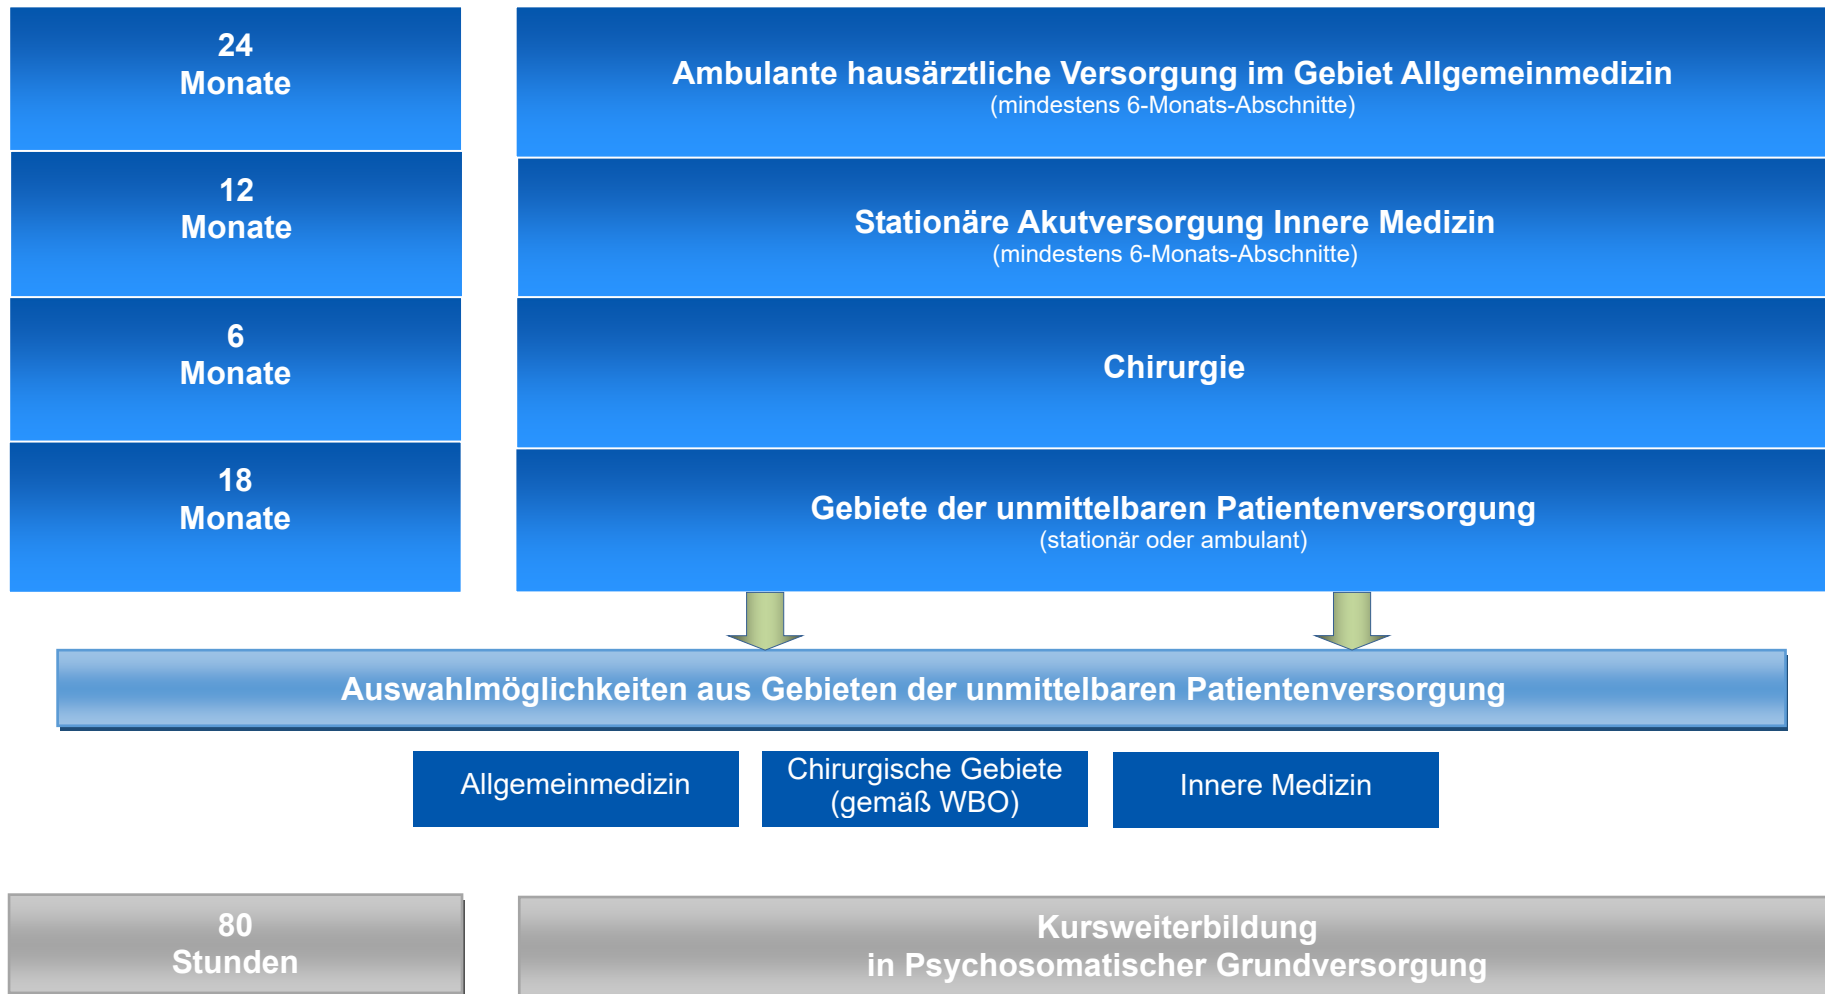 24
Monate
Ambulante hausärztliche Versorgung im Gebiet Allgemeinmedizin
(mindestens 6-Monats-Abschnitte)
12
Monate
Stationäre Akutversorgung Innere Medizin
(mindestens 6-Monats-Abschnitte)
6
Monate
Chirurgie
18
Monate
Gebiete der unmittelbaren Patientenversorgung
(stationär oder ambulant)
Auswahlmöglichkeiten aus Gebieten der unmittelbaren Patientenversorgung
Allgemeinmedizin
Chirurgische Gebiete
(gemäß WBO)
Innere Medizin
80
Stunden
Kursweiterbildung
in Psychosomatischer Grundversorgung